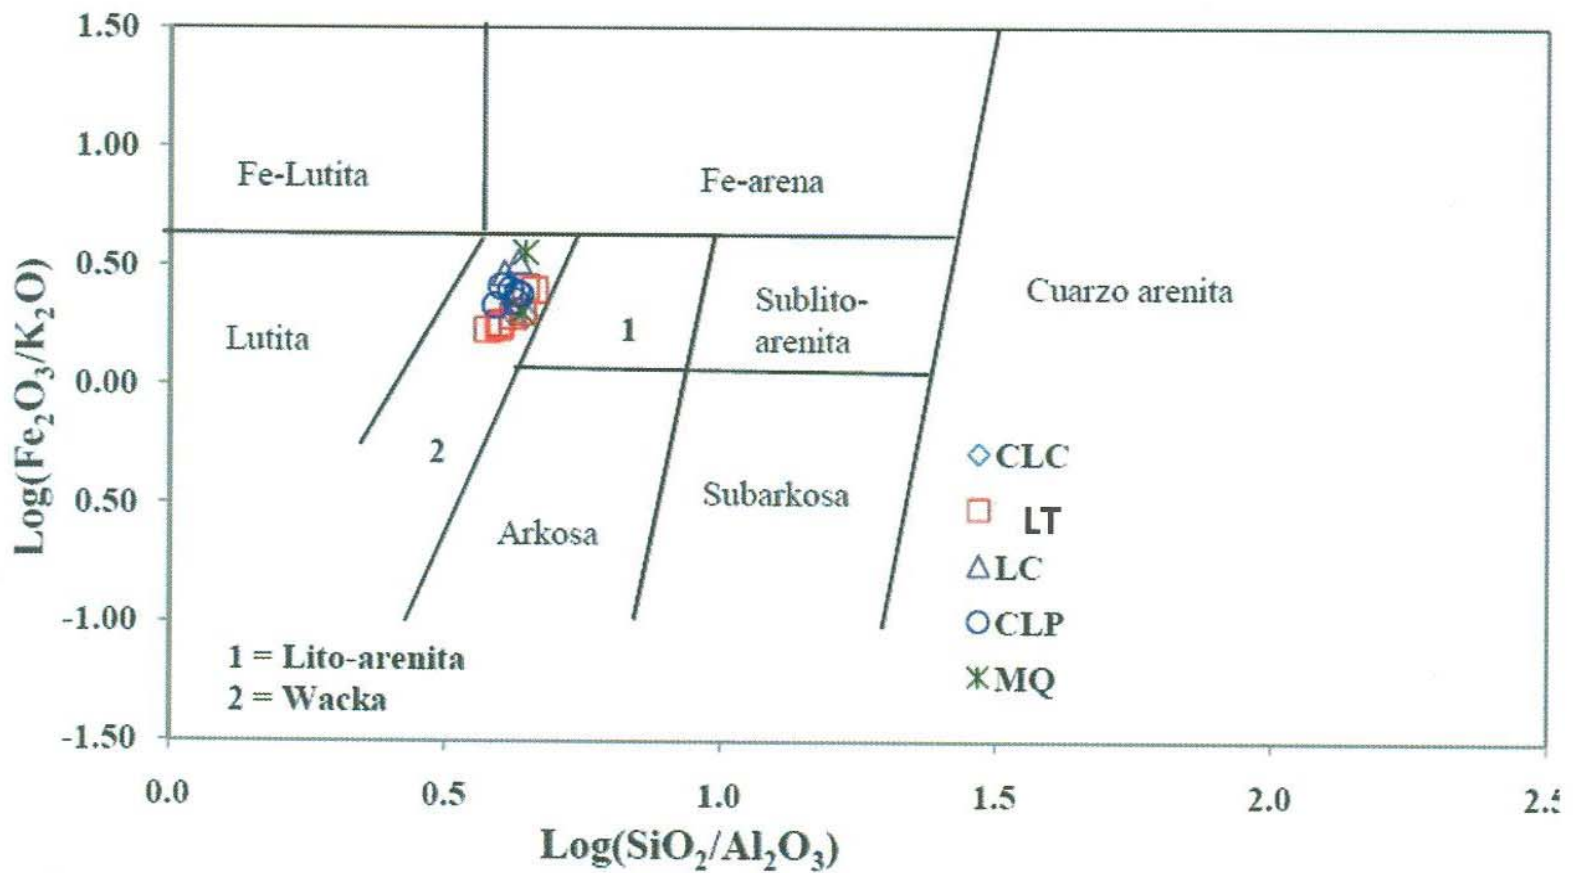 1.50
1.00
0.50
0.00
0.50
-1.00
-1.50
Log(Fe₂O₃/K₂O)
Fe-Lutita
Fe-arena
Lutita
1
Sublito-
arenita
Cuarzo arenita
2
Arkosa
Subarkosa
CLC
LT
LC
CLP
MQ
1 = Lito-arenita
2 = Wacka
0.0
0.5
1.0
1.5
2.0
Log(SiO₂/Al₂O₃)